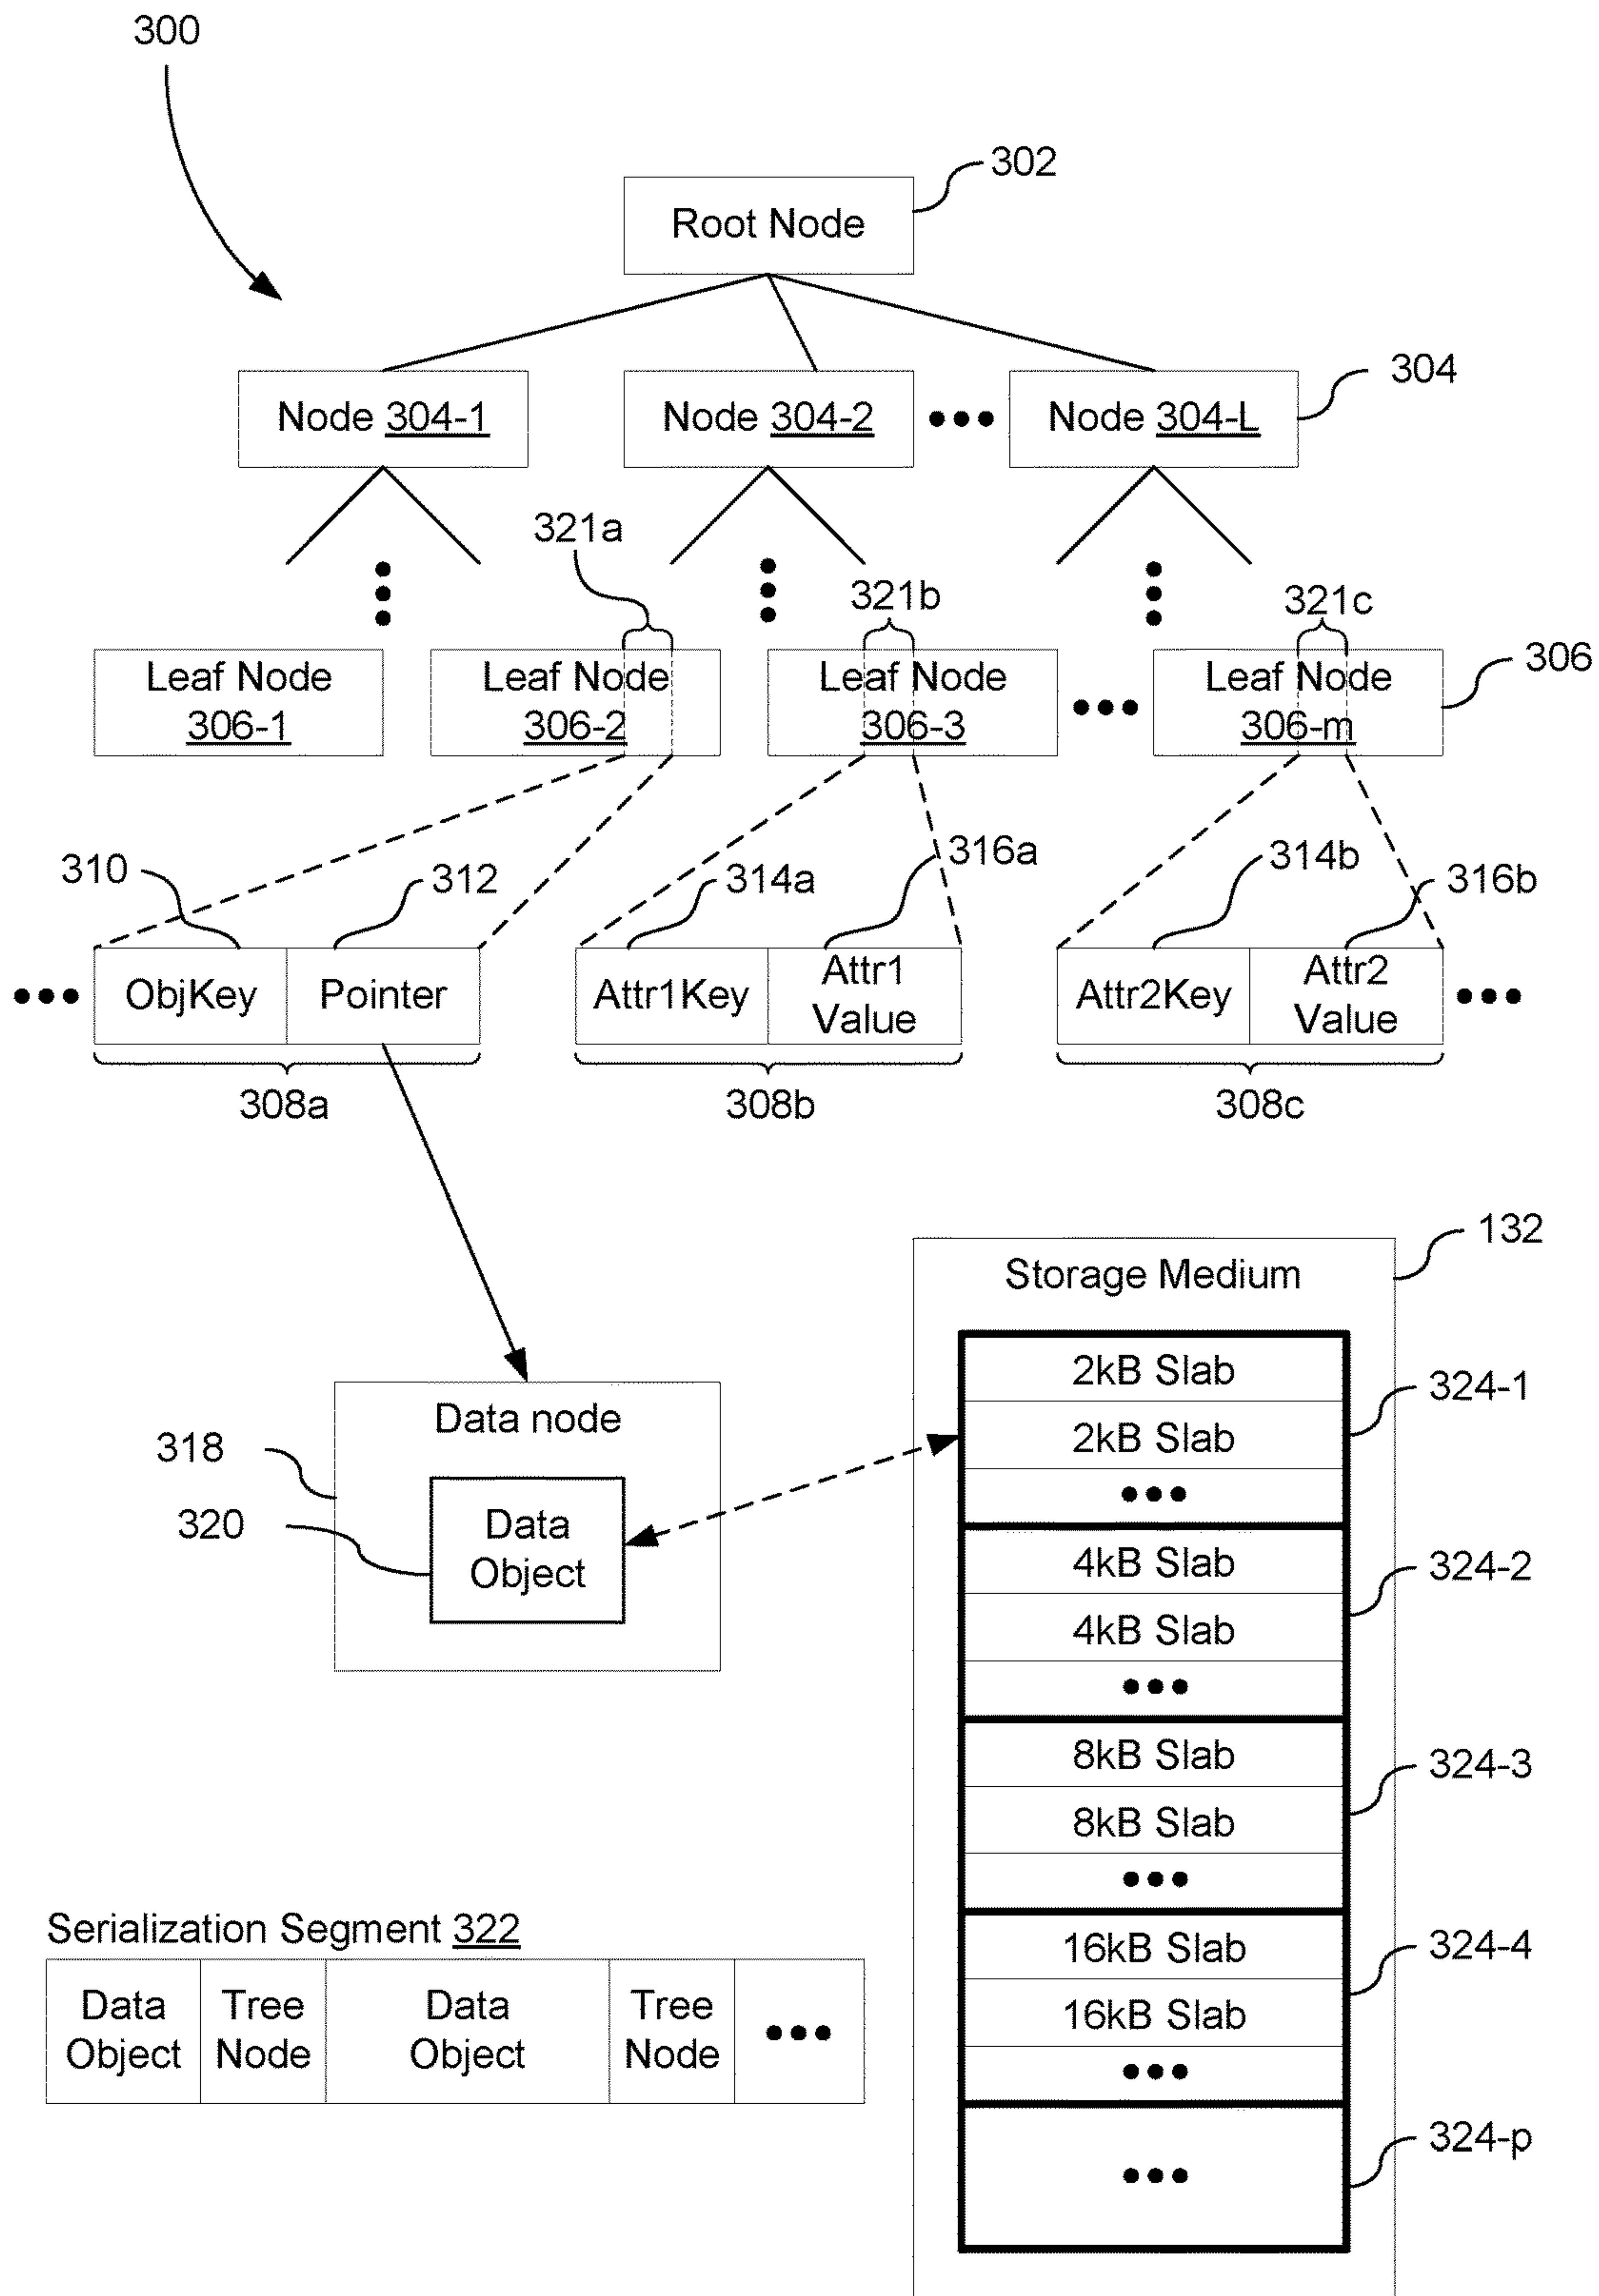 300
302
Root Node
304
Node 304-1
Node 304-2
Node 304-L
321a
321b
321c
306
Leaf Node
306-1
Leaf Node
306-2
Leaf Node
306-3
Leaf Node
306-m
310
312
314a
316a
314b
316b
ObjKey
Pointer
Attr1Key
Attr1
Value
Attr2Key
Attr2
Value
308a
308b
308c
132
Storage Medium
2kB Slab
324-1
2kB Slab
Data node
318
320
Data
Object
4kB Slab
324-2
4kB Slab
8kB Slab
324-3
8kB Slab
Serialization Segment 322
16kB Slab
324-4
16kB Slab
Data
Object
Tree
Node
Data
Object
Tree
Node
324-p